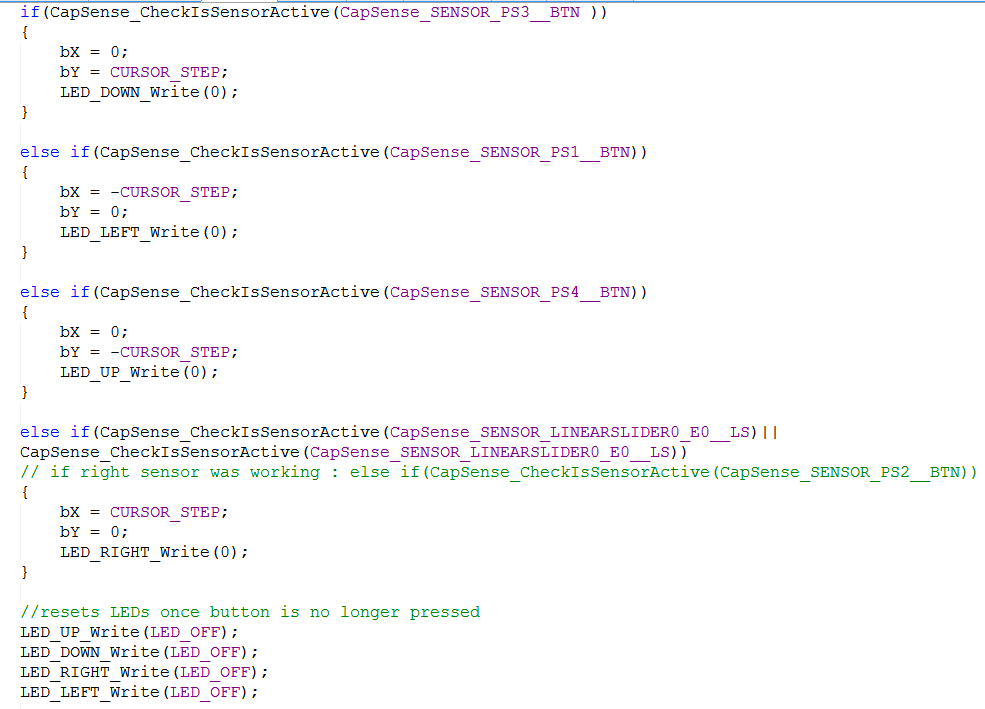 if(CapSense_CheckIsSensorActive(CapSense_SENSOR_PS3__BTN ))
{
    bX = 0;
    bY = CURSOR_STEP;
    LED_DOWN_Write(0);
}

else if(CapSense_CheckIsSensorActive(CapSense_SENSOR_PS1__BTN))
{
    bX = -CURSOR_STEP;
    bY = 0;
    LED_LEFT_Write(0);
}

else if(CapSense_CheckIsSensorActive(CapSense_SENSOR_PS4__BTN))
{
    bX = 0;
    bY = -CURSOR_STEP;
    LED_UP_Write(0);
}

else if(CapSense_CheckIsSensorActive(CapSense_SENSOR_LINEARSLIDER0_E0__LS)||
CapSense_CheckIsSensorActive(CapSense_SENSOR_LINEARSLIDER0_E0__LS))
// if right sensor was working : else if(CapSense_CheckIsSensorActive(CapSense_SENSOR_PS2__BTN))
{
    bX = CURSOR_STEP;
    bY = 0;
    LED_RIGHT_Write(0);
}

//resets LEDs once button is no longer pressed
LED_UP_Write(LED_OFF);
LED_DOWN_Write(LED_OFF);
LED_RIGHT_Write(LED_OFF);
LED_LEFT_Write(LED_OFF);